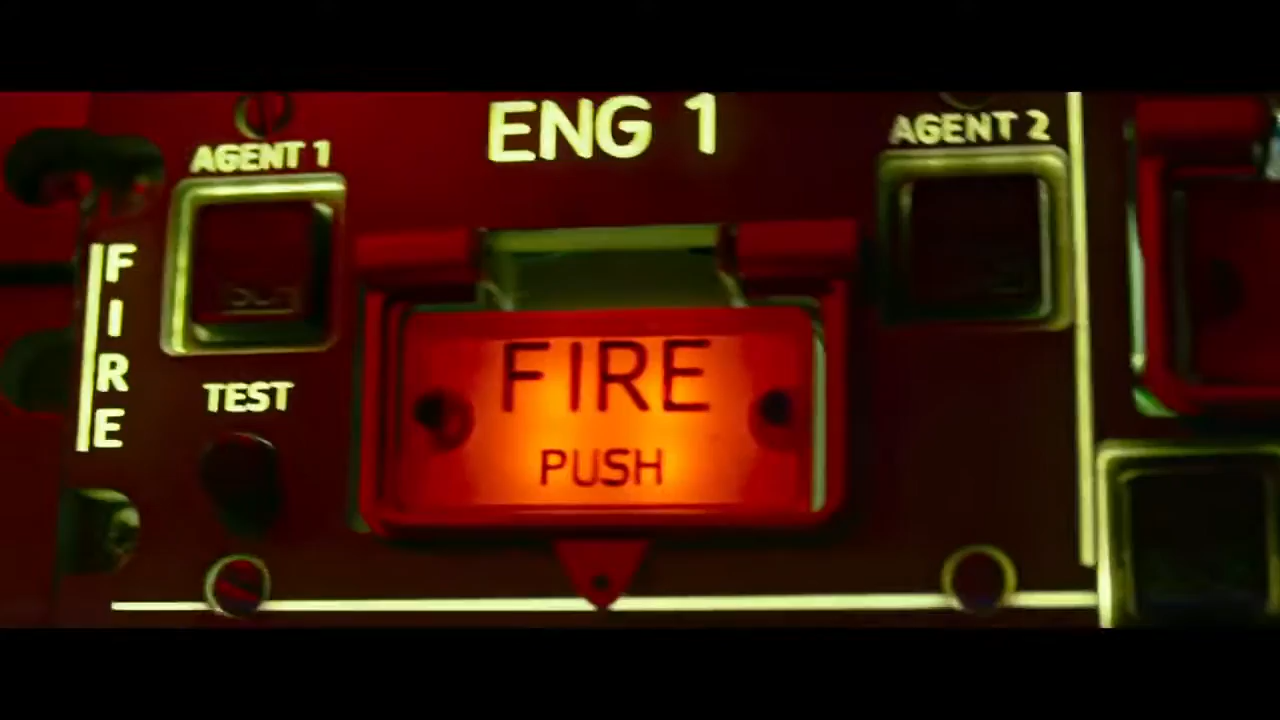 ENG 1
AGENT 1
AGENT 2
FIRE
FIRE
PUSH
TEST